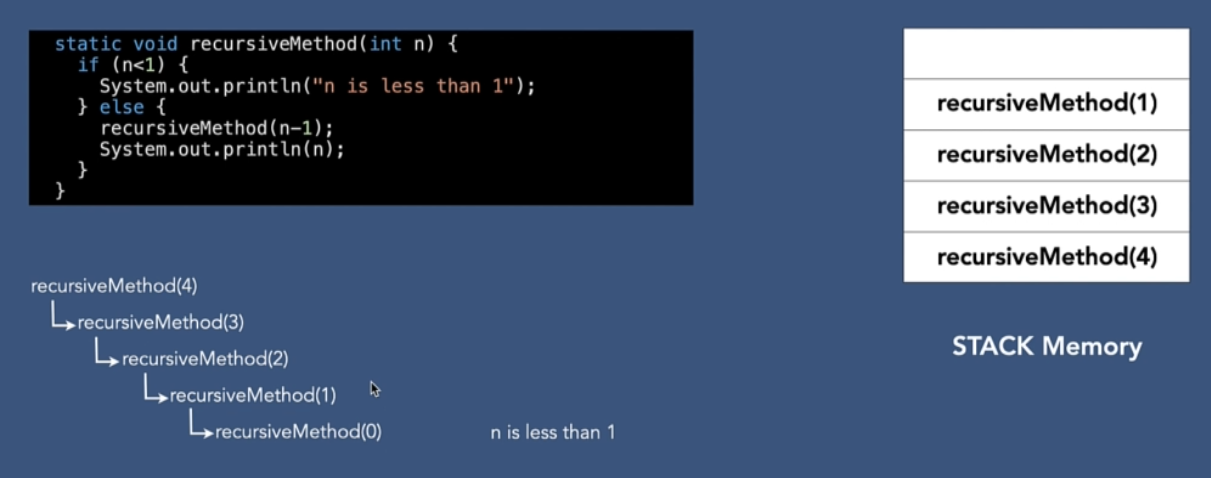 static void recursiveMethod(int n) {
if (n<1) {
System.out.println("n is less than 1");
} else {
recursiveMethod(n-1);
System.out.println(n);
}
}
recursiveMethod(1)
recursiveMethod(2)
recursiveMethod(3)
recursiveMethod(4)
STACK Memory
recursiveMethod(4)
recursiveMethod(3)
recursiveMethod(2)
recursiveMethod(1)
recursiveMethod(0)
n is less than 1